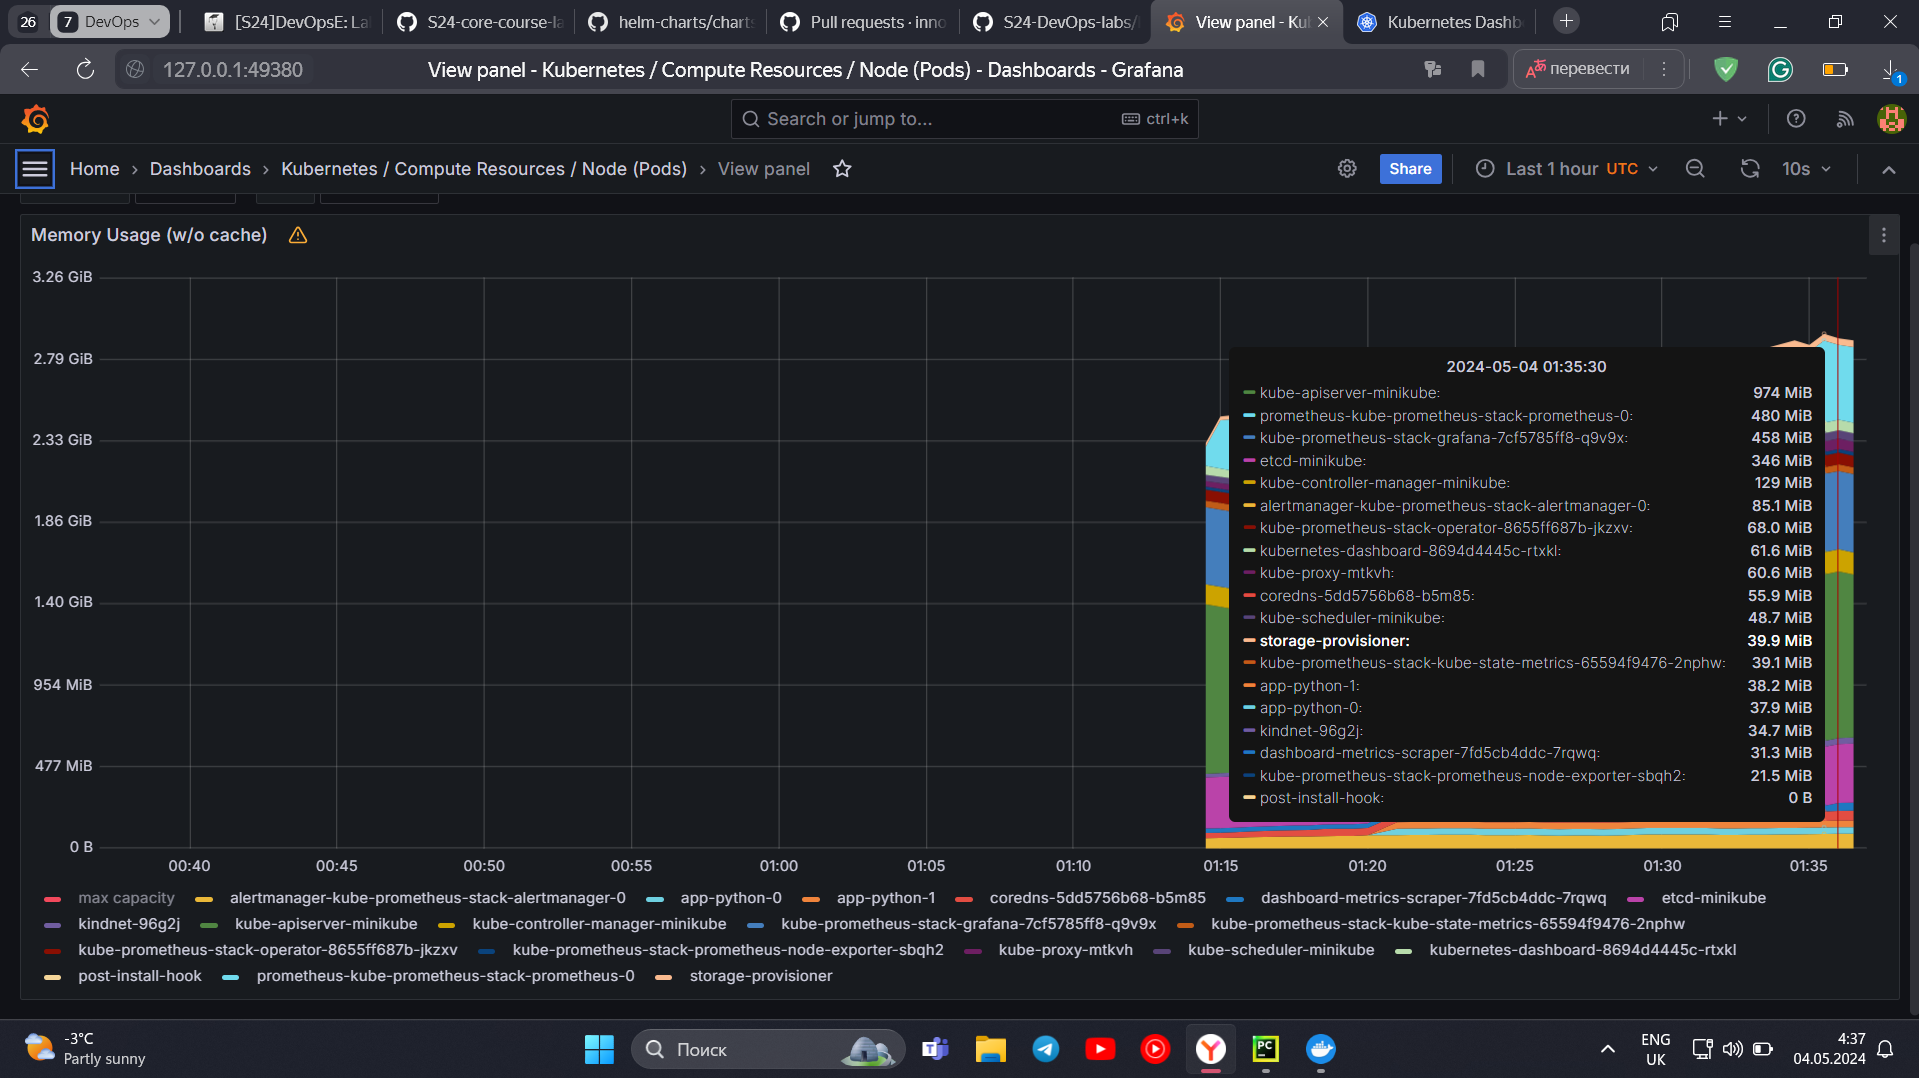 26
7 DevOps
[S24]DevOpsE: La
S24-core-course-la
helm-charts/charts
Pull requests · inno
S24-DevOps-labs/
View panel - Kub
Kubernetes Dashb
127.0.0.1:49380
View panel - Kubernetes / Compute Resources / Node (Pods) - Dashboards - Grafana
перевести
1
Search or jump to...
ctrl+k
Home › Dashboards › Kubernetes / Compute Resources / Node (Pods) › View panel
Share
Last 1 hour UTC
10s
Memory Usage (w/o cache)
3.26 GiB
2.79 GiB
2.33 GiB
1.86 GiB
1.40 GiB
954 MiB
477 MiB
0 B
2024-05-04 01:35:30
kube-apiserver-minikube: 974 MiB
prometheus-kube-prometheus-stack-prometheus-0: 480 MiB
kube-prometheus-stack-grafana-7cf5785ff8-q9v9x: 458 MiB
etcd-minikube: 346 MiB
kube-controller-manager-minikube: 129 MiB
alertmanager-kube-prometheus-stack-alertmanager-0: 85.1 MiB
kube-prometheus-stack-operator-8655ff687b-jkzxv: 68.0 MiB
kubernetes-dashboard-8694d4445c-rtxkl: 61.6 MiB
kube-proxy-mtkvh: 60.6 MiB
coredns-5dd5756b68-b5m85: 55.9 MiB
kube-scheduler-minikube: 48.7 MiB
storage-provisioner: 39.9 MiB
kube-prometheus-stack-kube-state-metrics-65594f9476-2nphw: 39.1 MiB
app-python-1: 38.2 MiB
app-python-0: 37.9 MiB
kindnet-96g2j: 34.7 MiB
dashboard-metrics-scraper-7fd5cb4ddc-7rqwq: 31.3 MiB
kube-prometheus-stack-prometheus-node-exporter-sbqh2: 21.5 MiB
post-install-hook: 0 B
00:40 00:45 00:50 00:55 01:00 01:05 01:10 01:15 01:20 01:25 01:30 01:35
max capacity alertmanager-kube-prometheus-stack-alertmanager-0 app-python-0 app-python-1 coredns-5dd5756b68-b5m85 dashboard-metrics-scraper-7fd5cb4ddc-7rqwq etcd-minikube
kindnet-96g2j kube-apiserver-minikube kube-controller-manager-minikube kube-prometheus-stack-grafana-7cf5785ff8-q9v9x kube-prometheus-stack-kube-state-metrics-65594f9476-2nphw
kube-prometheus-stack-operator-8655ff687b-jkzxv kube-prometheus-stack-prometheus-node-exporter-sbqh2 kube-proxy-mtkvh kube-scheduler-minikube kubernetes-dashboard-8694d4445c-rtxkl
post-install-hook prometheus-kube-prometheus-stack-prometheus-0 storage-provisioner
-3°C
Partly sunny
Поиск
PC
ENG
UK
4:37
04.05.2024